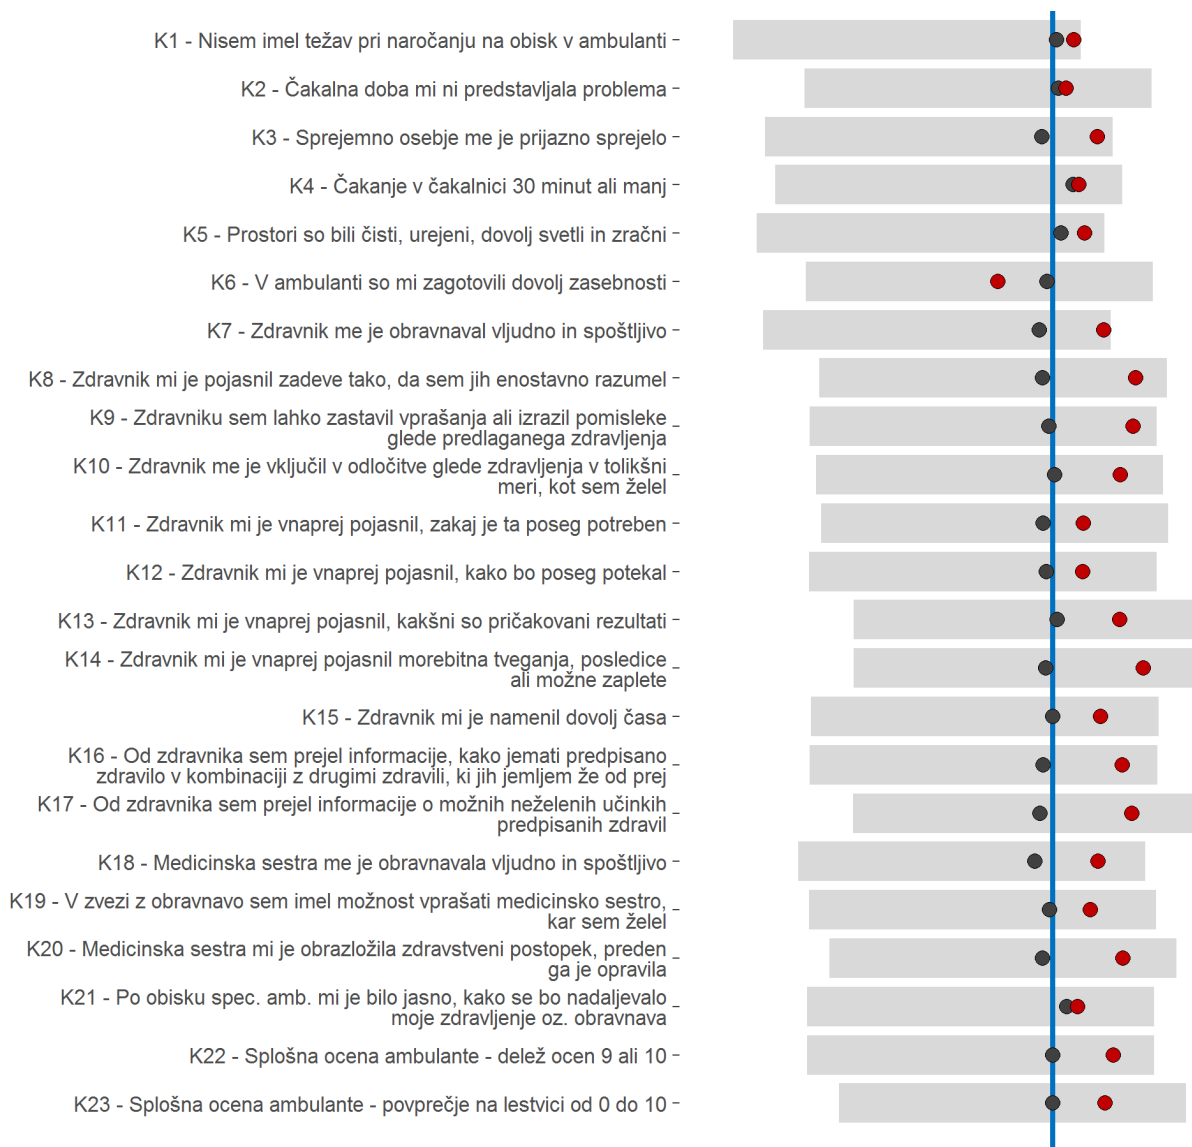 K1 - Nisem imel težav pri naročanju na obisk v ambulanti
K2 - Čakalna doba mi ni predstavljala problema
K3 - Sprejemno osebje me je prijazno sprejelo
K4 - Čakanje v čakalnici 30 minut ali manj
K5 - Prostori so bili čisti, urejeni, dovolj svetli in zračni
K6 - V ambulanti so mi zagotovili dovolj zasebnosti
K7 - Zdravnik me je obravnaval vljudno in spoštljivo
K8 - Zdravnik mi je pojasnil zadeve tako, da sem jih enostavno razumel
K9 - Zdravniku sem lahko zastavil vprašanja ali izrazil pomisleke
glede predlaganega zdravljenja
K10 - Zdravnik me je vključil v odločitve glede zdravljenja v tolikšni
meri, kot sem želel
K11 - Zdravnik mi je vnaprej pojasnil, zakaj je ta poseg potreben
K12 - Zdravnik mi je vnaprej pojasnil, kako bo poseg potekal
K13 - Zdravnik mi je vnaprej pojasnil, kakšni so pričakovani rezultati
K14 - Zdravnik mi je vnaprej pojasnil morebitna tveganja, posledice
ali možne zaplete
K15 - Zdravnik mi je namenil dovolj časa
K16 - Od zdravnika sem prejel informacije, kako jemati predpisano
zdravilo v kombinaciji z drugimi zdravili, ki jih jemljem že od prej
K17 - Od zdravnika sem prejel informacije o možnih neželenih učinkih
predpisanih zdravil
K18 - Medicinska sestra me je obravnavala vljudno in spoštljivo
K19 - V zvezi z obravnavo sem imel možnost vprašati medicinsko sestro,
kar sem želel
K20 - Medicinska sestra mi je obrazložila zdravstveni postopek, preden
ga je opravila
K21 - Po obisku spec. amb. mi je bilo jasno, kako se bo nadaljevalo
moje zdravljenje oz. obravnava
K22 - Splošna ocena ambulante - delež ocen 9 ali 10
K23 - Splošna ocena ambulante - povprečje na lestvici od 0 do 10